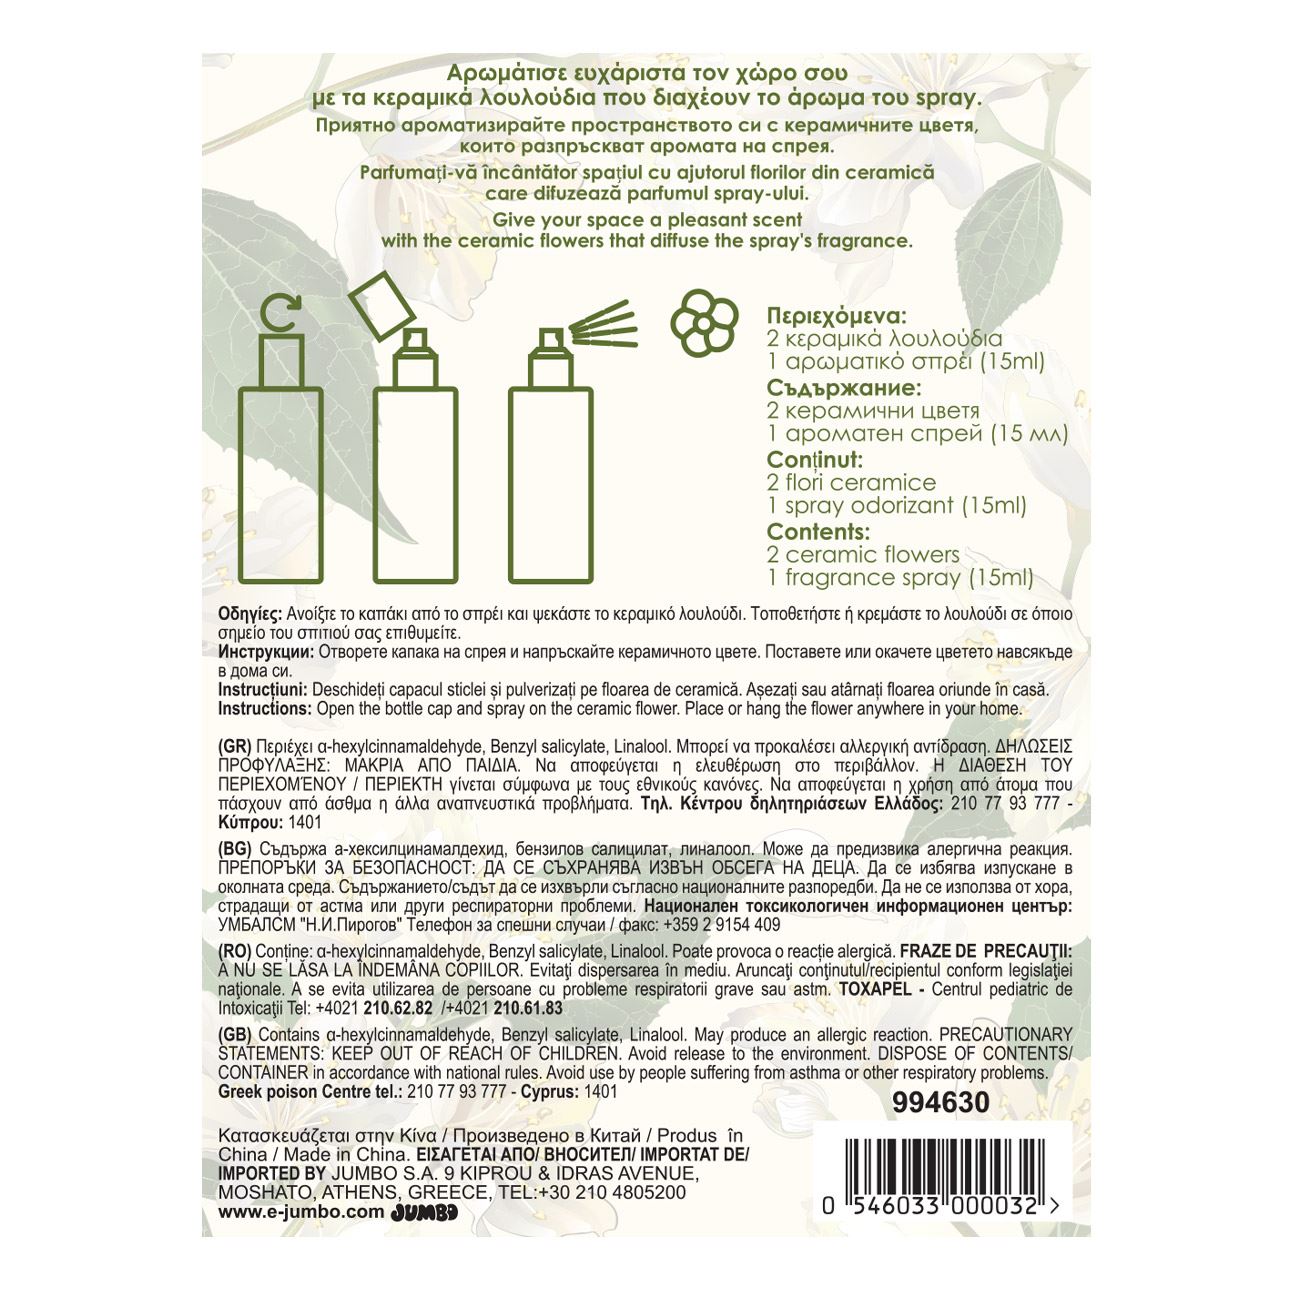 Αρωμάτισε ευχάριστα τον χώρο σου
με τα κεραμικά λουλούδια που διαχέουν το άρωμα του spray.
Приятно ароматизирайте пространството си с керамичните цветя,
които разпръскват аромата на спрея.
Parfumați-vă încântător spațiul cu ajutorul florilor din ceramică
care difuzează parfumul spray-ului.
Give your space a pleasant scent
with the ceramic flowers that diffuse the spray's fragrance.
Περιεχόμενα:
2 κεραμικά λουλούδια
1 αρωματικό σπρέι (15ml)
Съдържание:
2 керамични цветя
1 ароматен спрей (15 мл)
Conținut:
2 flori ceramice
1 spray odorizant (15ml)
Contents:
2 ceramic flowers
1 fragrance spray (15ml)
Οδηγίες: Ανοίξτε το καπάκι από το σπρέι και ψεκάστε το κεραμικό λουλούδι. Τοποθετήστε ή κρεμάστε το λουλούδι σε όποιο
σημείο του σπιτιού σας επιθυμείτε.
Инструкции: Отворете капака на спрея и напръскайте керамичното цвете. Поставете или окачете цветето навсякъде
в дома си.
Instrucțiuni: Deschideți capacul sticlei și pulverizați pe floarea de ceramică. Așezați sau atârnați floarea oriunde în casă.
Instructions: Open the bottle cap and spray on the ceramic flower. Place or hang the flower anywhere in your home.
(GR) Περιέχει α-hexylcinnamaldehyde, Benzyl salicylate, Linalool. Μπορεί να προκαλέσει αλλεργική αντίδραση. ΔΗΛΩΣΕΙΣ
ΠΡΟΦΥΛΑΞΗΣ: ΜΑΚΡΙΑ ΑΠΟ ΠΑΙΔΙΑ. Να αποφεύγεται η ελευθέρωση στο περιβάλλον. Η ΔΙΑΘΕΣΗ ΤΟΥ
ΠΕΡΙΕΧΟΜΈΝΟΥ / ΠΕΡΙΕΚΤΗ γίνεται σύμφωνα με τους εθνικούς κανόνες. Να αποφεύγεται η χρήση από άτομα που
πάσχουν από άσθμα η άλλα αναπνευστικά προβλήματα. Τηλ. Κέντρου δηλητηριάσεων Ελλάδος: 210 77 93 777 -
Κύπρου: 1401
(BG) Съдържа а-хексилцинамалдехид, бензилов салицилат, линалоол. Може да предизвика алергична реакция.
ПРЕПОРЪКИ ЗА БЕЗОПАСНОСТ: ДА СЕ СЪХРАНЯВА ИЗВЪН ОБСЕГА НА ДЕЦА. Да се избягва изпускане в
околната среда. Съдържанието/съдът да се изхвърли съгласно националните разпоредби. Да не се използва от хора,
страдащи от астма или други респираторни проблеми. Национален токсикологичен информационен център:
УМБАЛСМ "Н.И.Пирогов" Телефон за спешни случаи / факс: +359 2 9154 409
(RO) Conține: α-hexylcinnamaldehyde, Benzyl salicylate, Linalool. Poate provoca o reacție alergică. FRAZE DE PRECAUȚII:
A NU SE LĂSA LA ÎNDEMÂNA COPIILOR. Evitați dispersarea în mediu. Aruncați conținutul/recipientul conform legislației
naționale. A se evita utilizarea de persoane cu probleme respiratorii grave sau astm. TOXAPEL - Centrul pediatric de
Intoxicații Tel: +4021 210.62.82 /+4021 210.61.83
(GB) Contains α-hexylcinnamaldehyde, Benzyl salicylate, Linalool. May produce an allergic reaction. PRECAUTIONARY
STATEMENTS: KEEP OUT OF REACH OF CHILDREN. Avoid release to the environment. DISPOSE OF CONTENTS/
CONTAINER in accordance with national rules. Avoid use by people suffering from asthma or other respiratory problems.
Greek poison Centre tel.: 210 77 93 777 - Cyprus: 1401
994630
Κατασκευάζεται στην Κίνα / Произведено в Китай / Produs în
China / Made in China. ΕΙΣΑΓΕΤΑΙ ΑΠΟ/ ВНОСИТЕЛ/ IMPORTAT DE/
IMPORTED BY JUMBO S.A. 9 KIPROU & IDRAS AVENUE,
MOSHATO, ATHENS, GREECE, TEL:+30 210 4805200
www.e-jumbo.com JUMBO
0 546033 000032 >